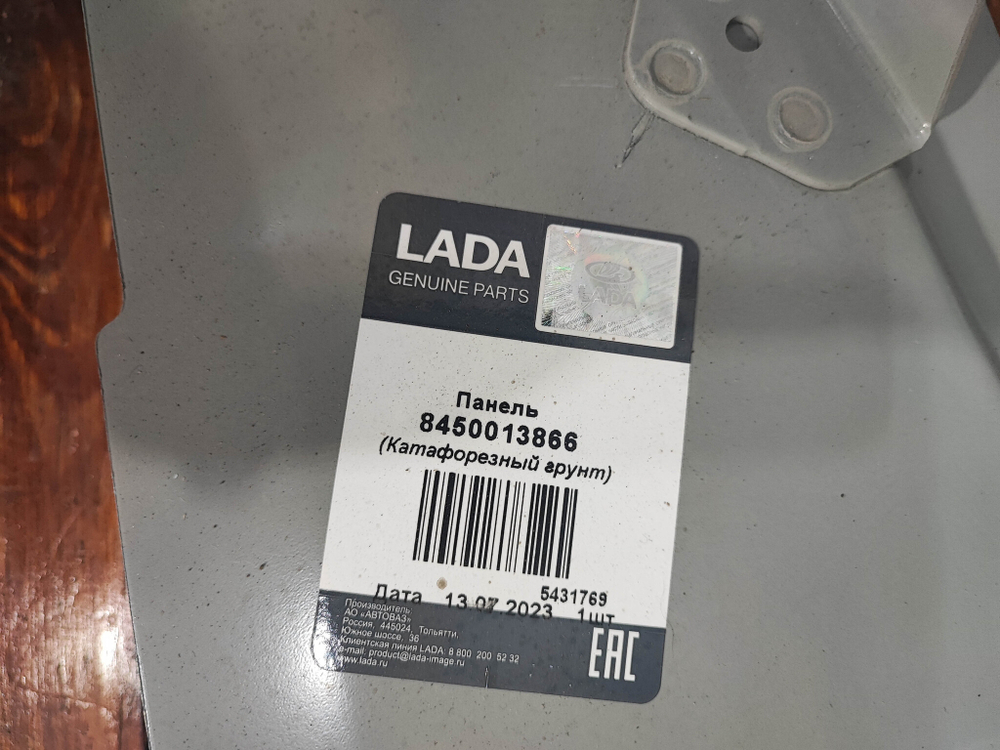 LADA
GENUINE PARTS
LADA
Панель
8450013866
(Катафорезный грунт)
5431769
Дата 13.07.2023 1шт
Производитель:
АО «АВТОВАЗ»
Россия, 445024, Тольятти,
Южное шоссе, 36
Клиентская линия LADA: 8 800 200 52 32
e-mail: product@lada-image.ru
www.lada.ru
EAC